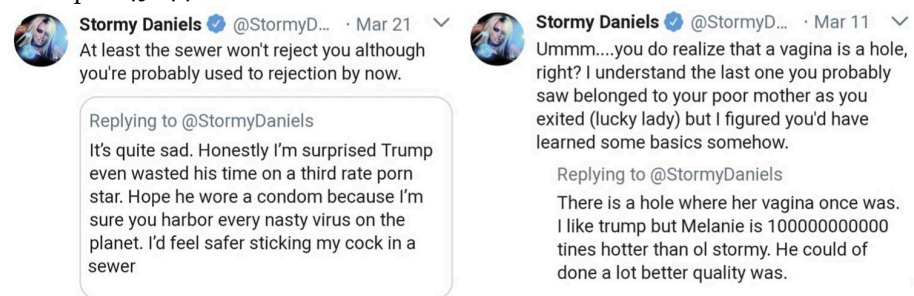 Stormy Daniels @StormyD... · Mar 21
At least the sewer won't reject you although
you're probably used to rejection by now.
Replying to @StormyDaniels
It's quite sad. Honestly I'm surprised Trump
even wasted his time on a third rate porn
star. Hope he wore a condom because I'm
sure you harbor every nasty virus on the
planet. I'd feel safer sticking my cock in a
sewer
Stormy Daniels @StormyD... · Mar 11
Ummm....you do realize that a vagina is a hole,
right? I understand the last one you probably
saw belonged to your poor mother as you
exited (lucky lady) but I figured you'd have
learned some basics somehow.
Replying to @StormyDaniels
There is a hole where her vagina once was.
I like trump but Melanie is 100000000000
tines hotter than ol stormy. He could of
done a lot better quality was.